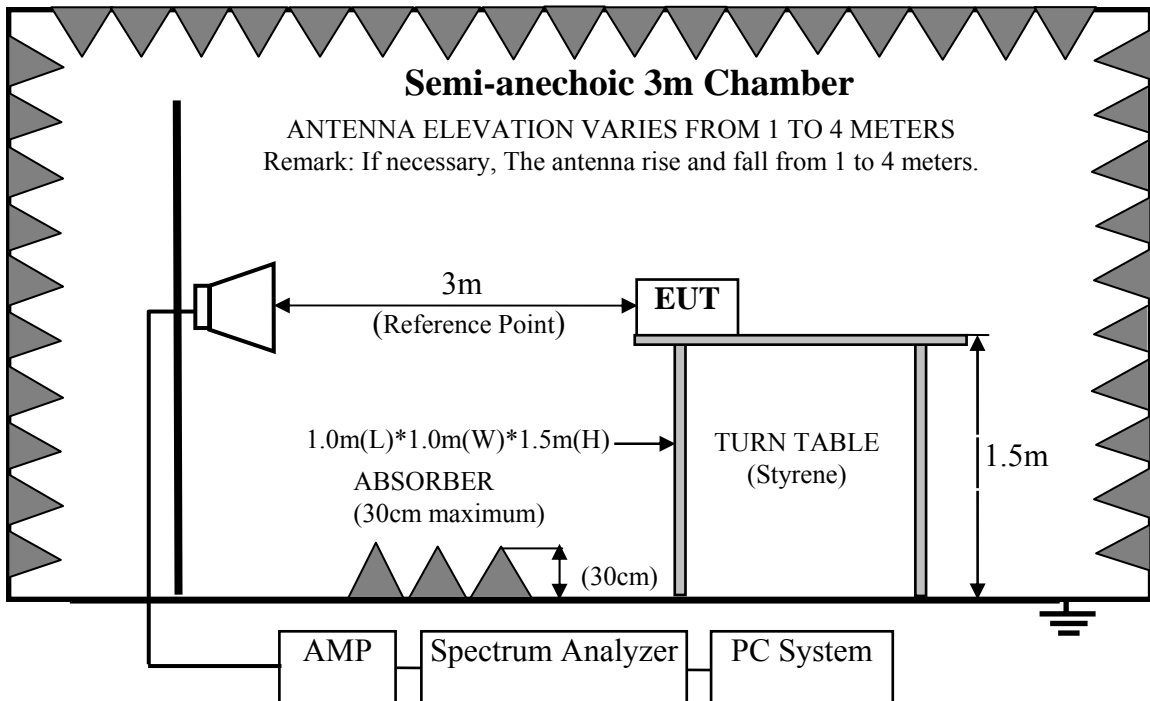 Semi-anechoic 3m Chamber
ANTENNA ELEVATION VARIES FROM 1 TO 4 METERS
Remark: If necessary, The antenna rise and fall from 1 to 4 meters.
3m
(Reference Point)
EUT
1.0m(L)*1.0m(W)*1.5m(H)
TURN TABLE
(Styrene)
1.5m
ABSORBER
(30cm maximum)
(30cm)
AMP
Spectrum Analyzer
PC System